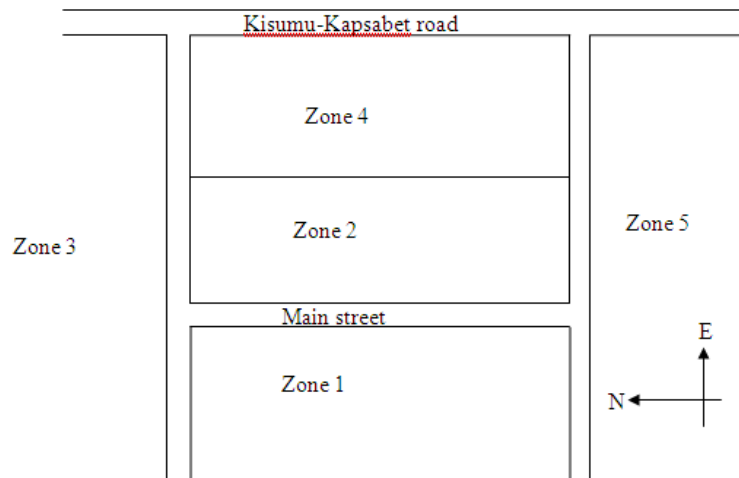 Kisumu-Kapsabet road
Zone 4
Zone 2
Zone 3
Zone 5
Main street
E
Zone 1
N